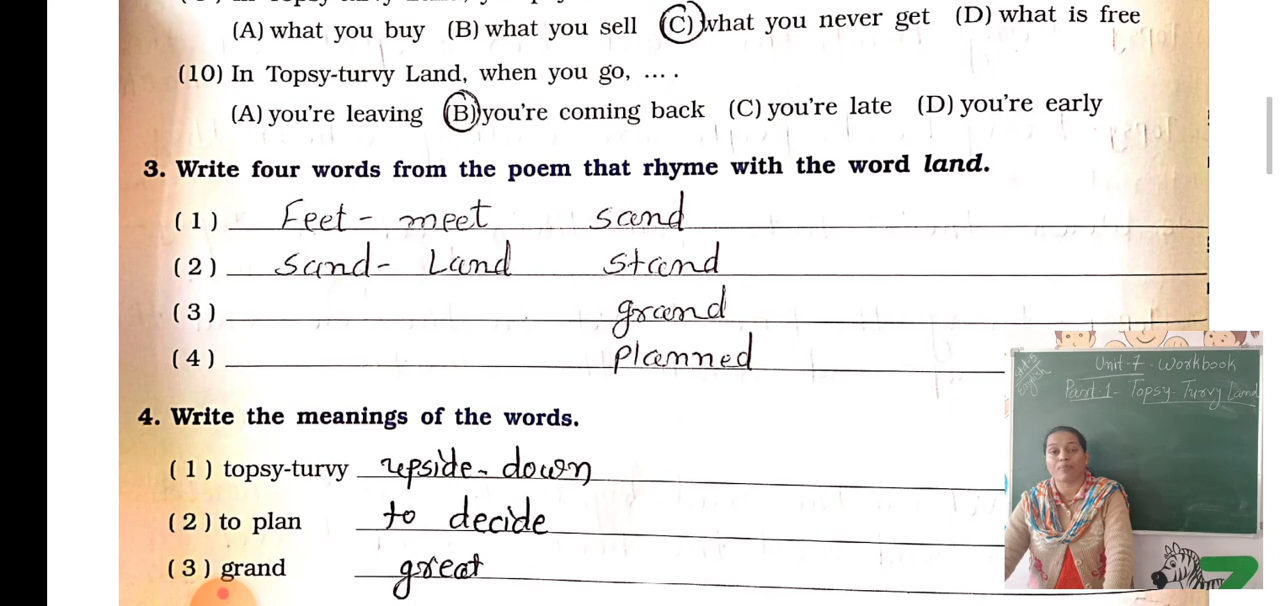 (A) what you buy (B) what you sell (C) what you never get (D) what is free
(10) In Topsy-turvy Land, when you go, ... .
(A) you're leaving (B) you're coming back (C) you're late (D) you're early
3. Write four words from the poem that rhyme with the word land.
(1) Feet - meet sand
(2) Sand - Land stand
(3) grand
(4) planned
4. Write the meanings of the words.
(1) topsy-turvy upside-down
(2) to plan to decide
(3) grand great
Std-5
English
Unit-7 - Workbook
Part-1 - Topsy-Turvy Land